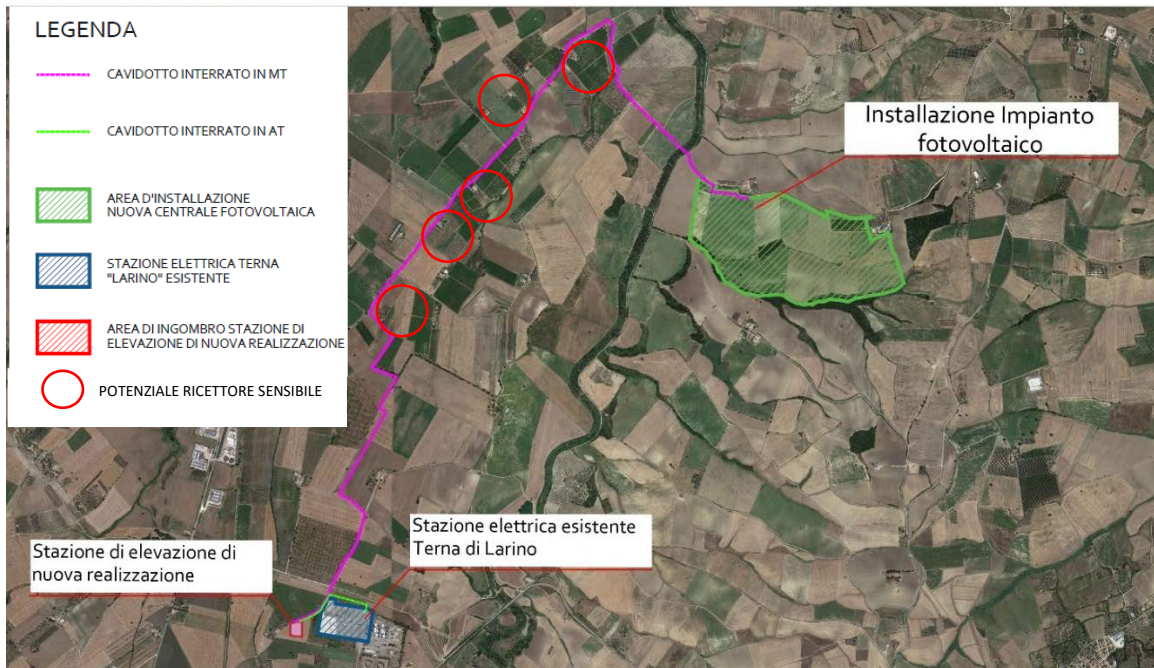 LEGENDA
CAVIDOTTO INTERRATO IN MT
CAVIDOTTO INTERRATO IN AT
AREA D'INSTALLAZIONE
NUOVA CENTRALE FOTOVOLTAICA
STAZIONE ELETTRICA TERNA
"LARINO" ESISTENTE
AREA DI INGOMBRO STAZIONE DI
ELEVAZIONE DI NUOVA REALIZZAZIONE
POTENZIALE RICETTORE SENSIBILE
Installazione Impianto
fotovoltaico
Stazione elettrica esistente
Terna di Larino
Stazione di elevazione di
nuova realizzazione